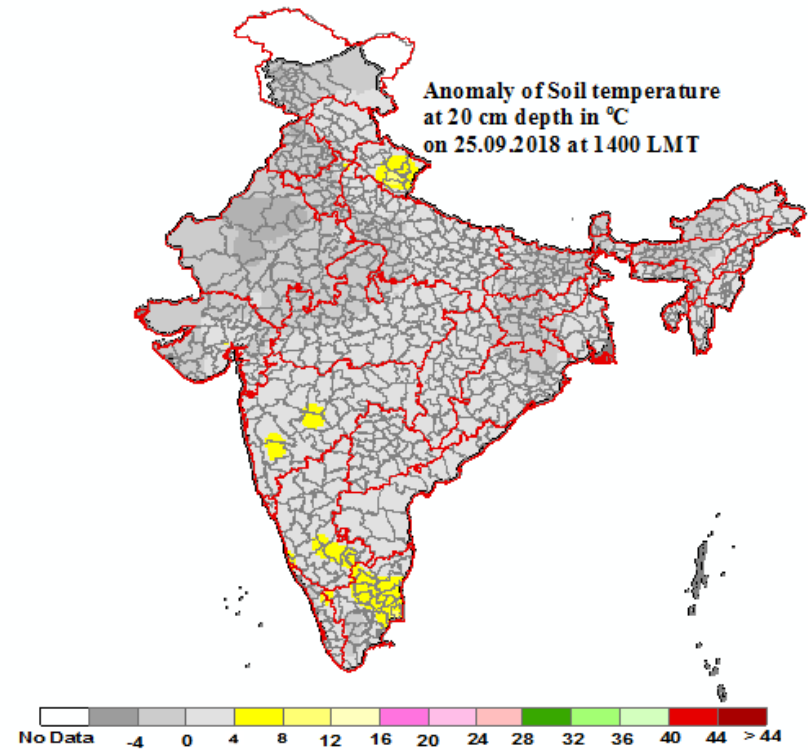 Anomaly of Soil temperature
at 20 cm depth in ⁰C
on 25.09.2018 at 1400 LMT
No Data -4 0 4 8 12 16 20 24 28 32 36 40 44 > 44